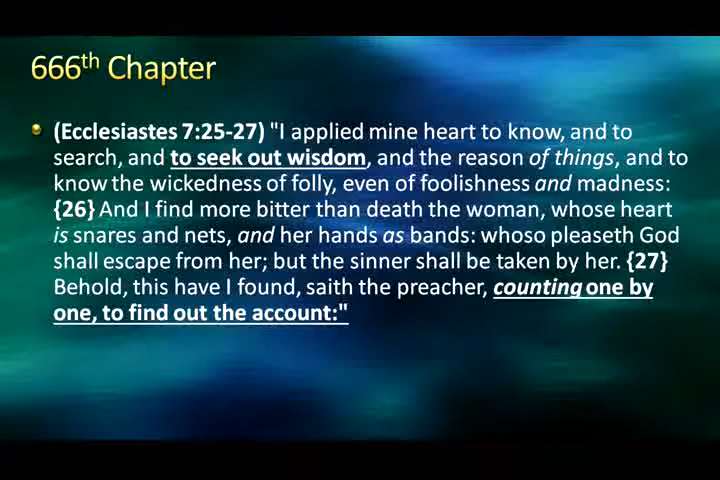 666th Chapter
(Ecclesiastes 7:25-27) "I applied mine heart to know, and to
search, and to seek out wisdom, and the reason of things, and to
know the wickedness of folly, even of foolishness and madness:
{26} And I find more bitter than death the woman, whose heart
is snares and nets, and her hands as bands: whoso pleaseth God
shall escape from her; but the sinner shall be taken by her. {27}
Behold, this have I found, saith the preacher, counting one by
one, to find out the account:"